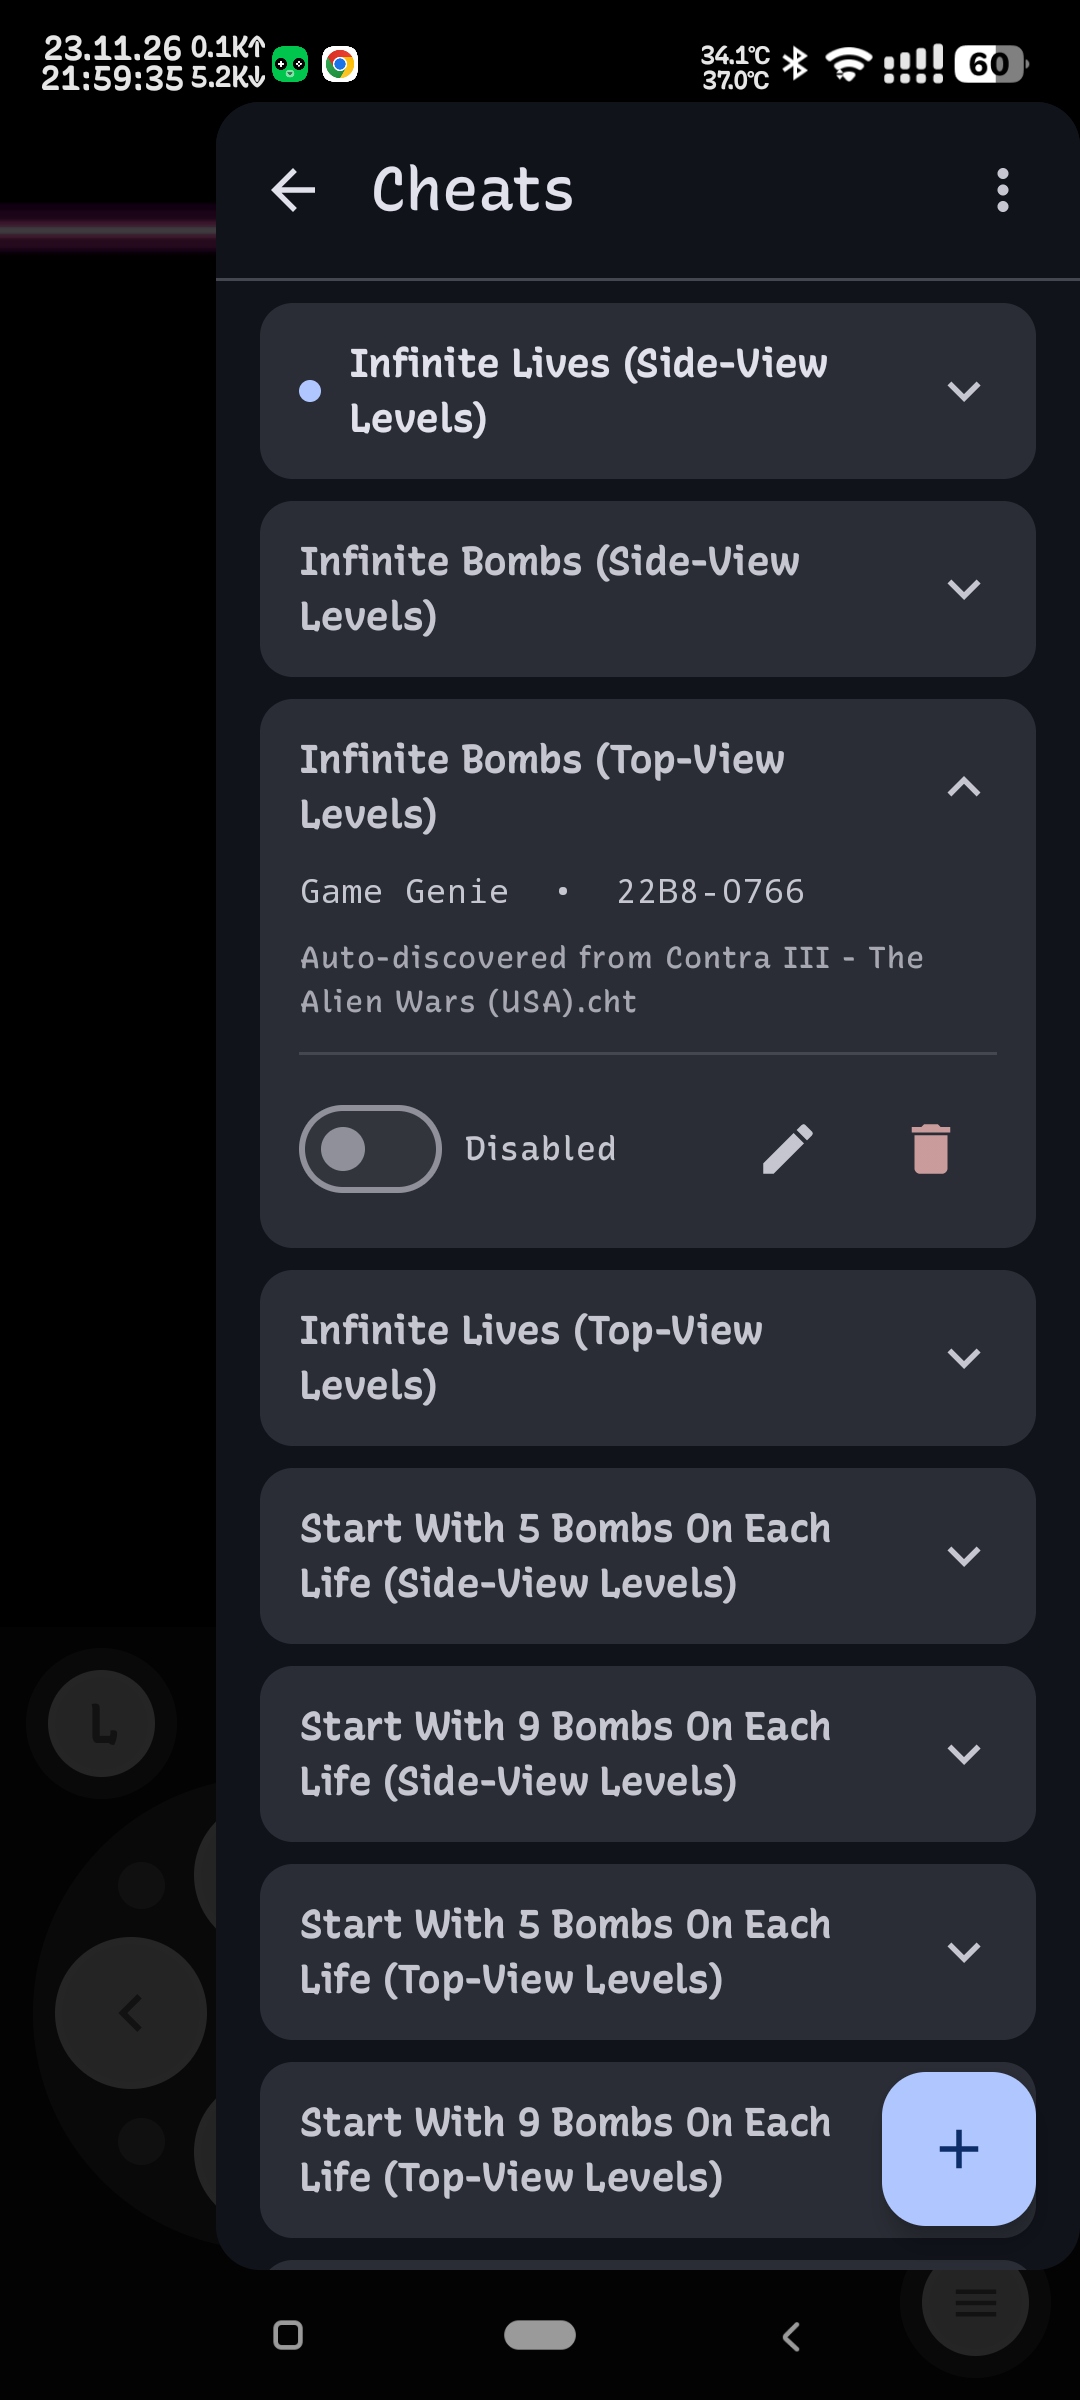 23.11.26 0.1K↑
21:59:35 5.2K↓
34.1°C
37.0°C
60
Cheats
Infinite Lives (Side-View
Levels)
Infinite Bombs (Side-View
Levels)
Infinite Bombs (Top-View
Levels)
Game Genie • 22B8-0766
Auto-discovered from Contra III - The
Alien Wars (USA).cht
Disabled
Infinite Lives (Top-View
Levels)
Start With 5 Bombs On Each
Life (Side-View Levels)
Start With 9 Bombs On Each
Life (Side-View Levels)
Start With 5 Bombs On Each
Life (Top-View Levels)
Start With 9 Bombs On Each
Life (Top-View Levels)
L